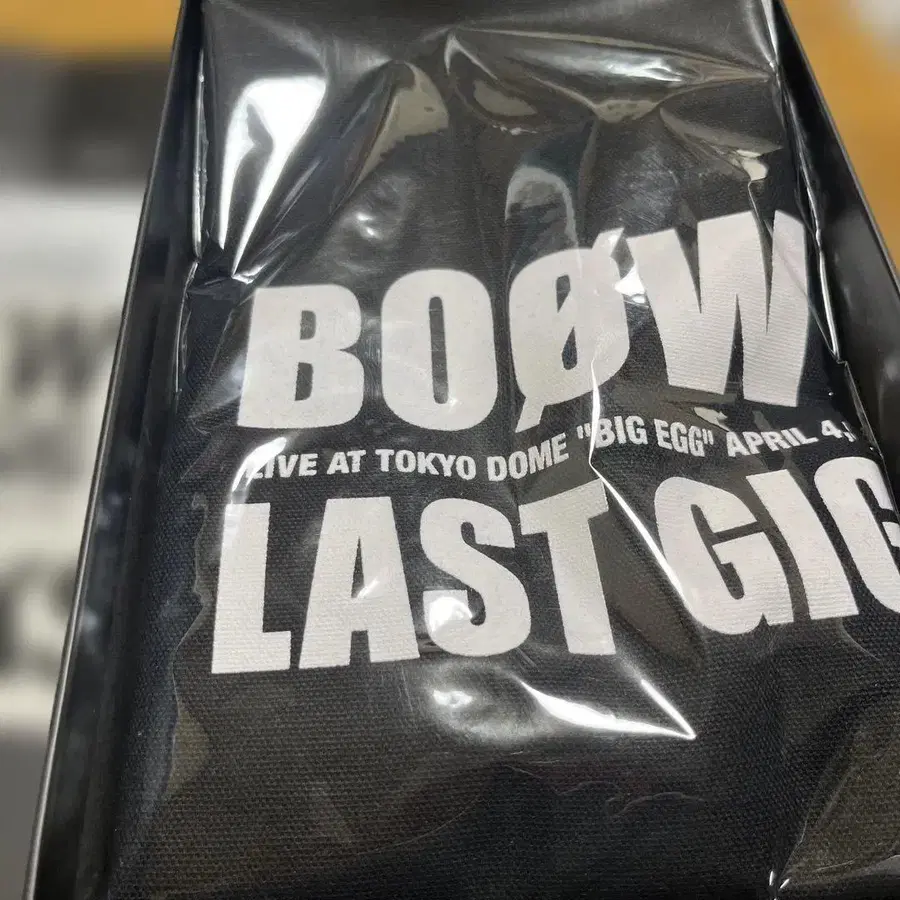 BOØW
LIVE AT TOKYO DOME "BIG EGG" APRIL 4,
LAST GIG